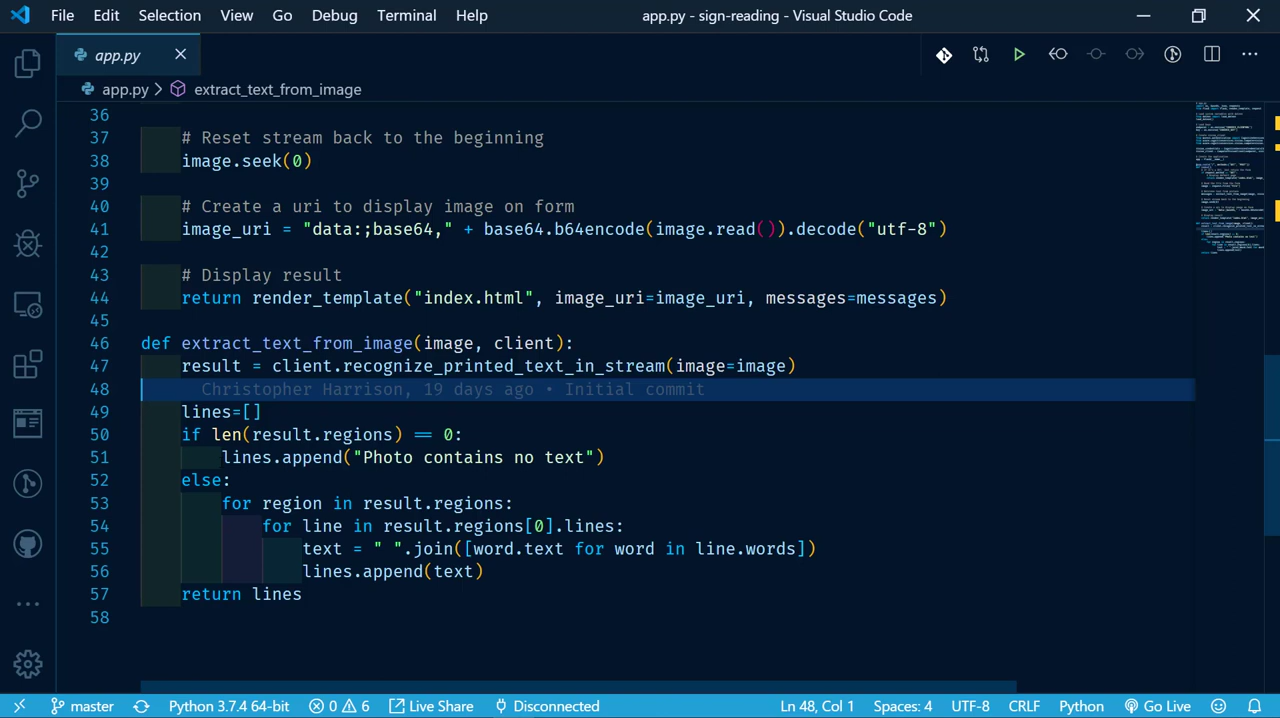 File Edit Selection View Go Debug Terminal Help app.py - sign-reading - Visual Studio Code
app.py
app.py > extract_text_from_image
36
37 # Reset stream back to the beginning
38 image.seek(0)
39
40 # Create a uri to display image on form
41 image_uri = "data:;base64," + base64.b64encode(image.read()).decode("utf-8")
42
43 # Display result
44 return render_template("index.html", image_uri=image_uri, messages=messages)
45
46 def extract_text_from_image(image, client):
47 result = client.recognize_printed_text_in_stream(image=image)
48 Christopher Harrison, 19 days ago • Initial commit
49 lines=[]
50 if len(result.regions) == 0:
51 lines.append("Photo contains no text")
52 else:
53 for region in result.regions:
54 for line in result.regions[0].lines:
55 text = " ".join([word.text for word in line.words])
56 lines.append(text)
57 return lines
58
master Python 3.7.4 64-bit 0 6 Live Share Disconnected Ln 48, Col 1 Spaces: 4 UTF-8 CRLF Python Go Live